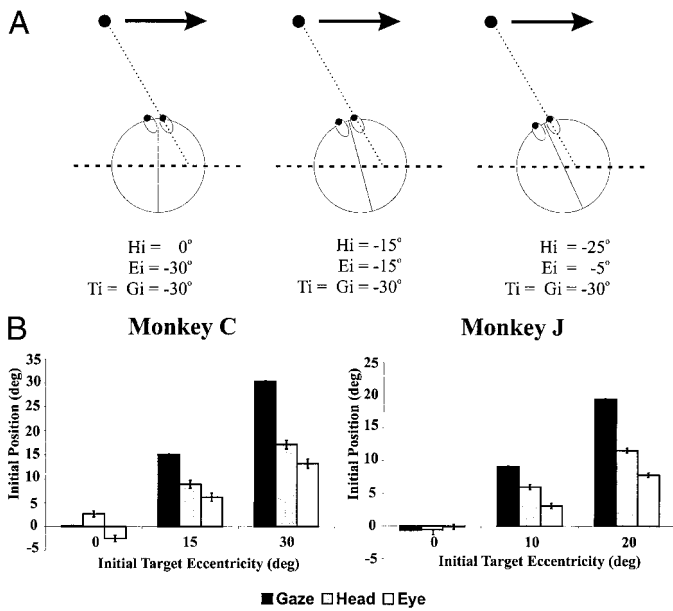 A
Hi = 0°
Ei = -30°
Ti = Gi = -30°
Hi = -15°
Ei = -15°
Ti = Gi = -30°
Hi = -25°
Ei = -5°
Ti = Gi = -30°
B
Monkey C
Initial Position (deg)
35
30
25
20
15
10
5
0
-5
0 15 30
Initial Target Eccentricity (deg)
Monkey J
Initial Position (deg)
25
20
15
10
5
0
-5
0 10 20
Initial Target Eccentricity (deg)
Gaze Head Eye